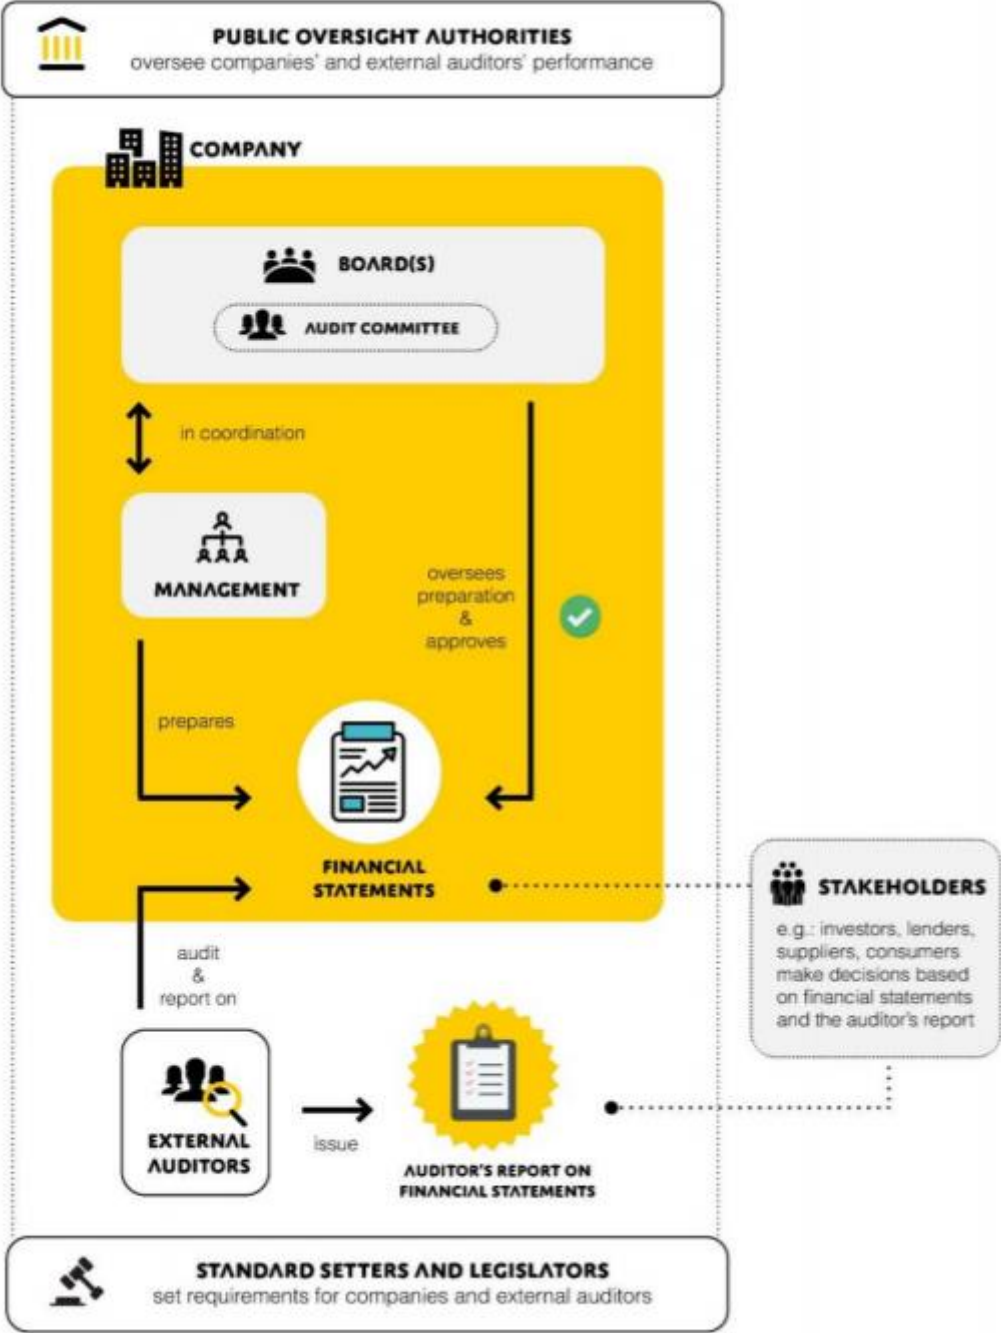 PUBLIC OVERSIGHT AUTHORITIES
oversee companies' and external auditors' performance
COMPANY
BOARD(S)
AUDIT COMMITTEE
in coordination
MANAGEMENT
oversees
preparation
&
approves
prepares
FINANCIAL
STATEMENTS
STAKEHOLDERS
e.g.: investors, lenders,
suppliers, consumers
make decisions based
on financial statements
and the auditor's report
audit
&
report on
EXTERNAL
AUDITORS
issue
AUDITOR'S REPORT ON
FINANCIAL STATEMENTS
STANDARD SETTERS AND LEGISLATORS
set requirements for companies and external auditors